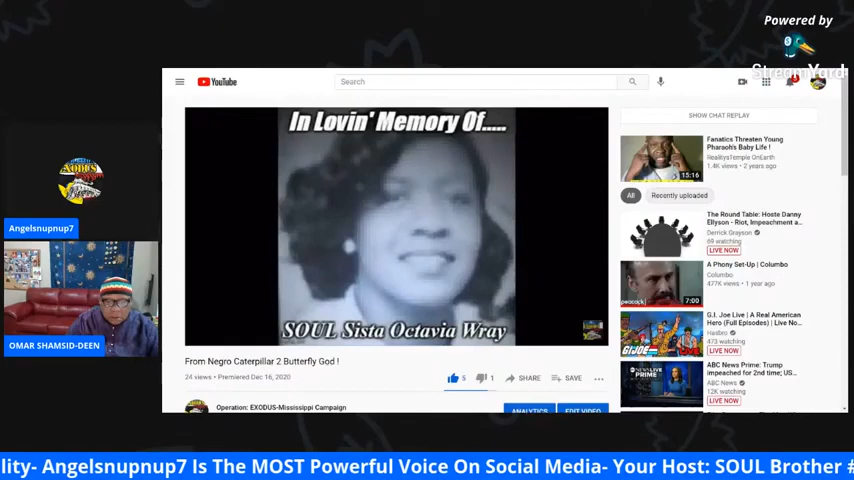 Powered by
StreamYard
YouTube
Search
In Lovin' Memory Of.....
SOUL Sista Octavia Wray
From Negro Caterpillar 2 Butterfly God !
24 views • Premiered Dec 16, 2020
5
1
SHARE
SAVE
Operation: EXODUS-Mississippi Campaign
ANALYTICS
EDIT VIDEO
SHOW CHAT REPLAY
15:16
Fanatics Threaten Young
Pharaoh's Baby Life !
RealitysTemple OnEarth
1.4K views • 2 years ago
All
Recently uploaded
The Round Table: Hoste Danny
Ellyson - Riot, Impeachment a...
Derrick Grayson
69 watching
LIVE NOW
peacock
7:00
A Phony Set-Up | Columbo
Columbo
477K views • 1 year ago
G.I. JOE
G.I. Joe Live | A Real American
Hero (Full Episodes) | Live No...
Hasbro
473 watching
LIVE NOW
NEWS LIVE
PRIME
ABC News Prime: Trump
impeached for 2nd time; US...
ABC News
12K watching
LIVE NOW
Angelsnupnup7
OMAR SHAMSID-DEEN
lity- Angelsnupnup7 Is The MOST Powerful Voice On Social Media- Your Host: SOUL Brother #